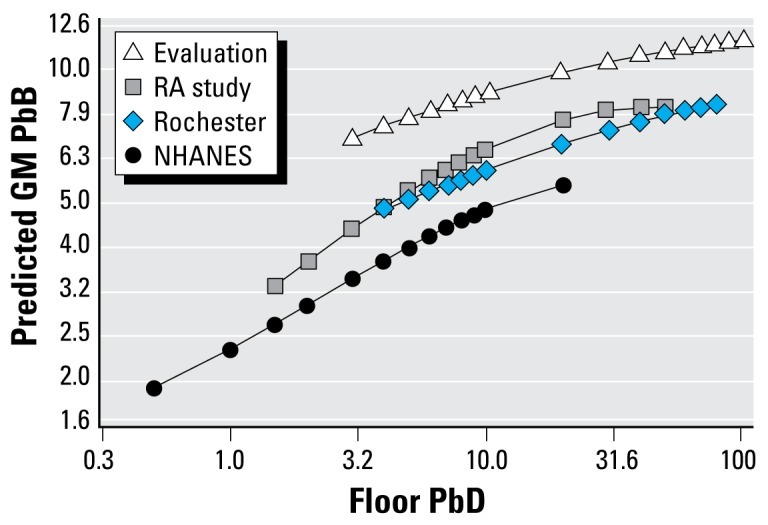 12.6
10.0
7.9
6.3
5.0
4.0
3.2
2.5
2.0
1.6
Predicted GM PbB
Evaluation
RA study
Rochester
NHANES
0.3 1.0 3.2 10.0 31.6 100
Floor PbD